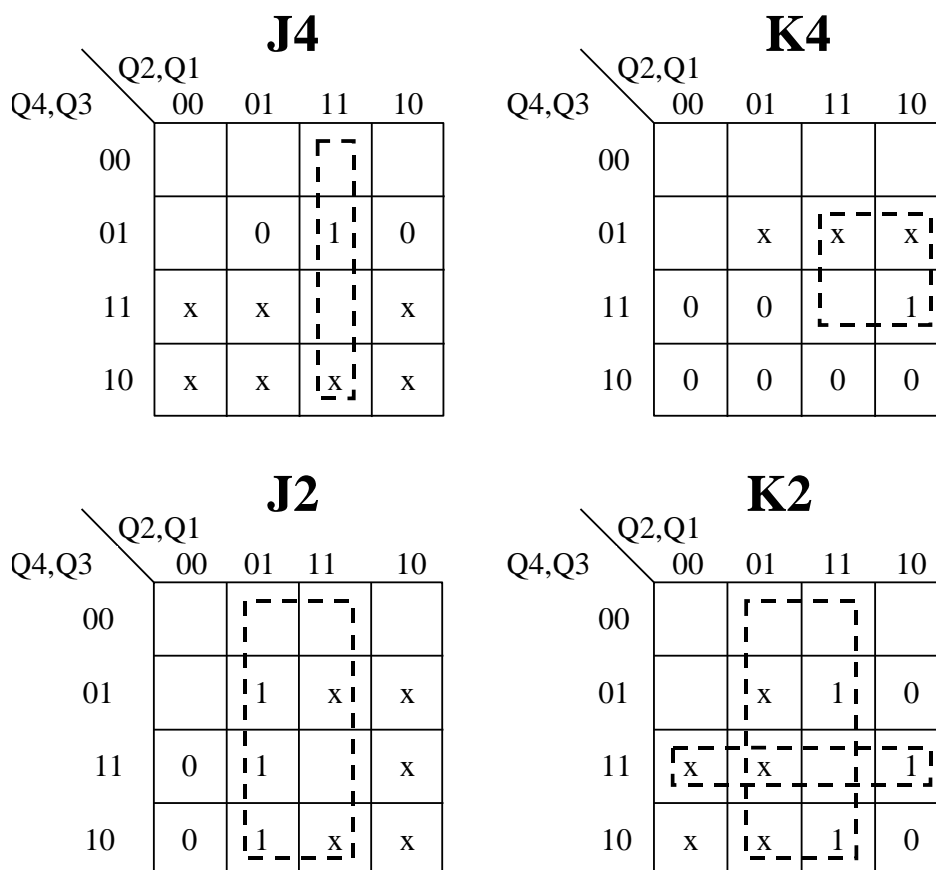 J4 K4
Q2,Q1 Q2,Q1
Q4,Q3 00 01 11 10 Q4,Q3 00 01 11 10
00 00
01 0 1 0 01 x x x
11 x x x 11 0 0 1
10 x x x x 10 0 0 0 0
J2 K2
Q2,Q1 Q2,Q1
Q4,Q3 00 01 11 10 Q4,Q3 00 01 11 10
00 00
01 1 x x 01 x 1 0
11 0 1 x 11 x x 1
10 0 1 x x 10 x x 1 0